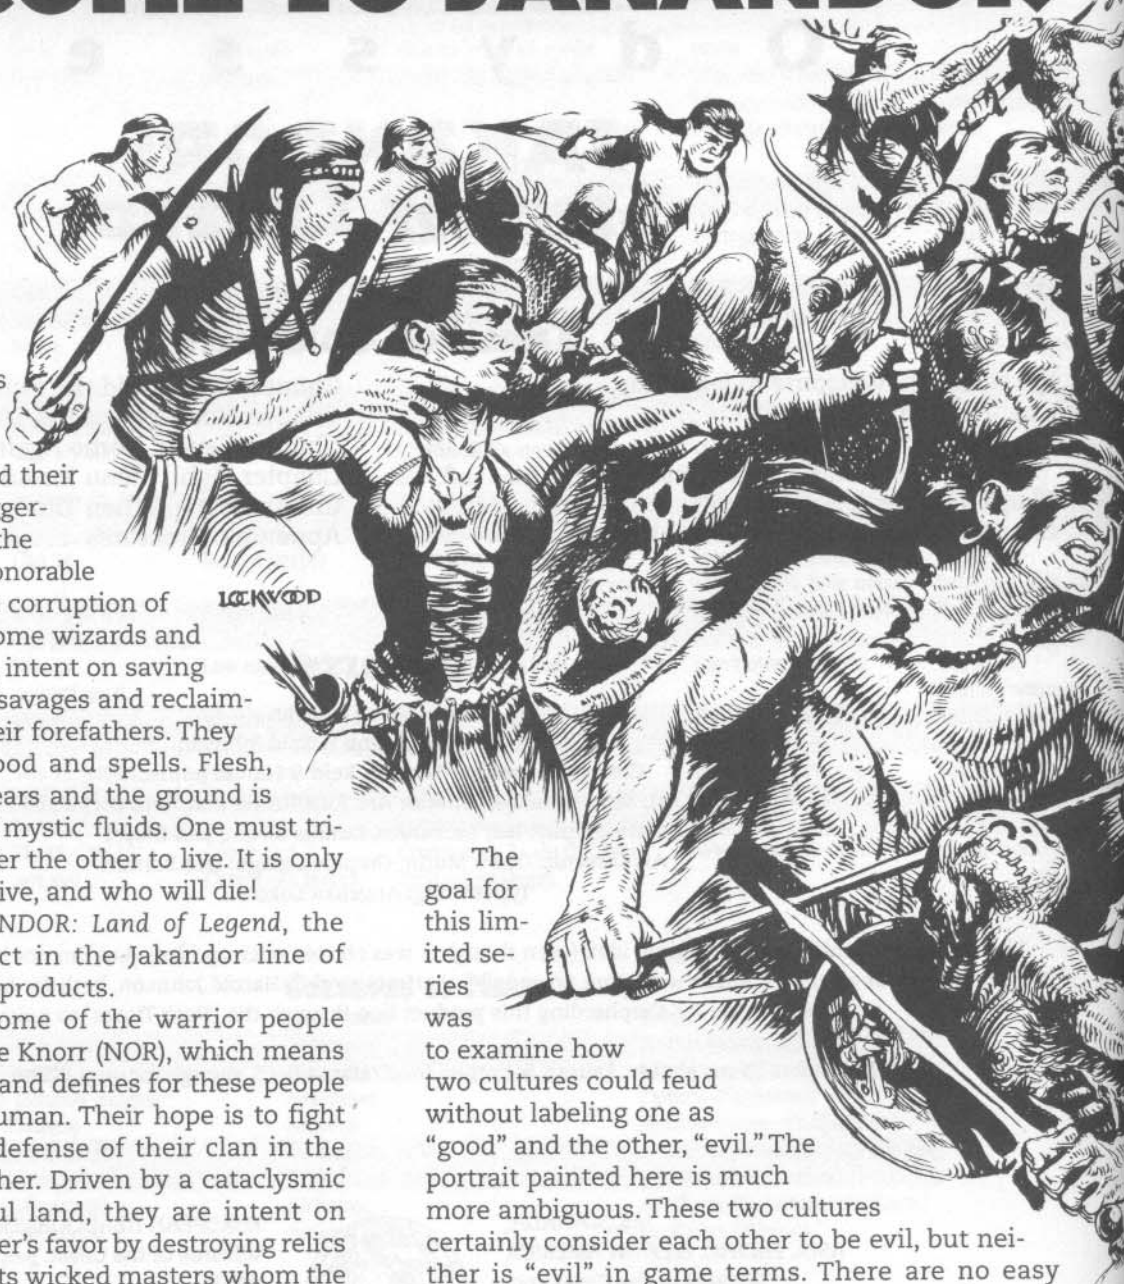 COME TO JAKANDOR
s
d their
ger-
the
onorable
corruption of
ome wizards and
intent on saving
savages and reclaim-
eir forefathers. They
ood and spells. Flesh,
ears and the ground is
mystic fluids. One must tri-
er the other to live. It is only
ive, and who will die!
NDOR: Land of Legend, the
ct in the Jakandor line of
products.
ome of the warrior people
e Knorr (NOR), which means
and defines for these people
uman. Their hope is to fight
defense of their clan in the
her. Driven by a cataclysmic
ul land, they are intent on
er's favor by destroying relics
ts wicked masters whom the
LOCKWOOD
The
goal for
this lim-
ited se-
ries
was
to examine how
two cultures could feud
without labeling one as
“good” and the other, “evil.” The
portrait painted here is much
more ambiguous. These two cultures
certainly consider each other to be evil, but nei-
ther is “evil” in game terms. There are no easy